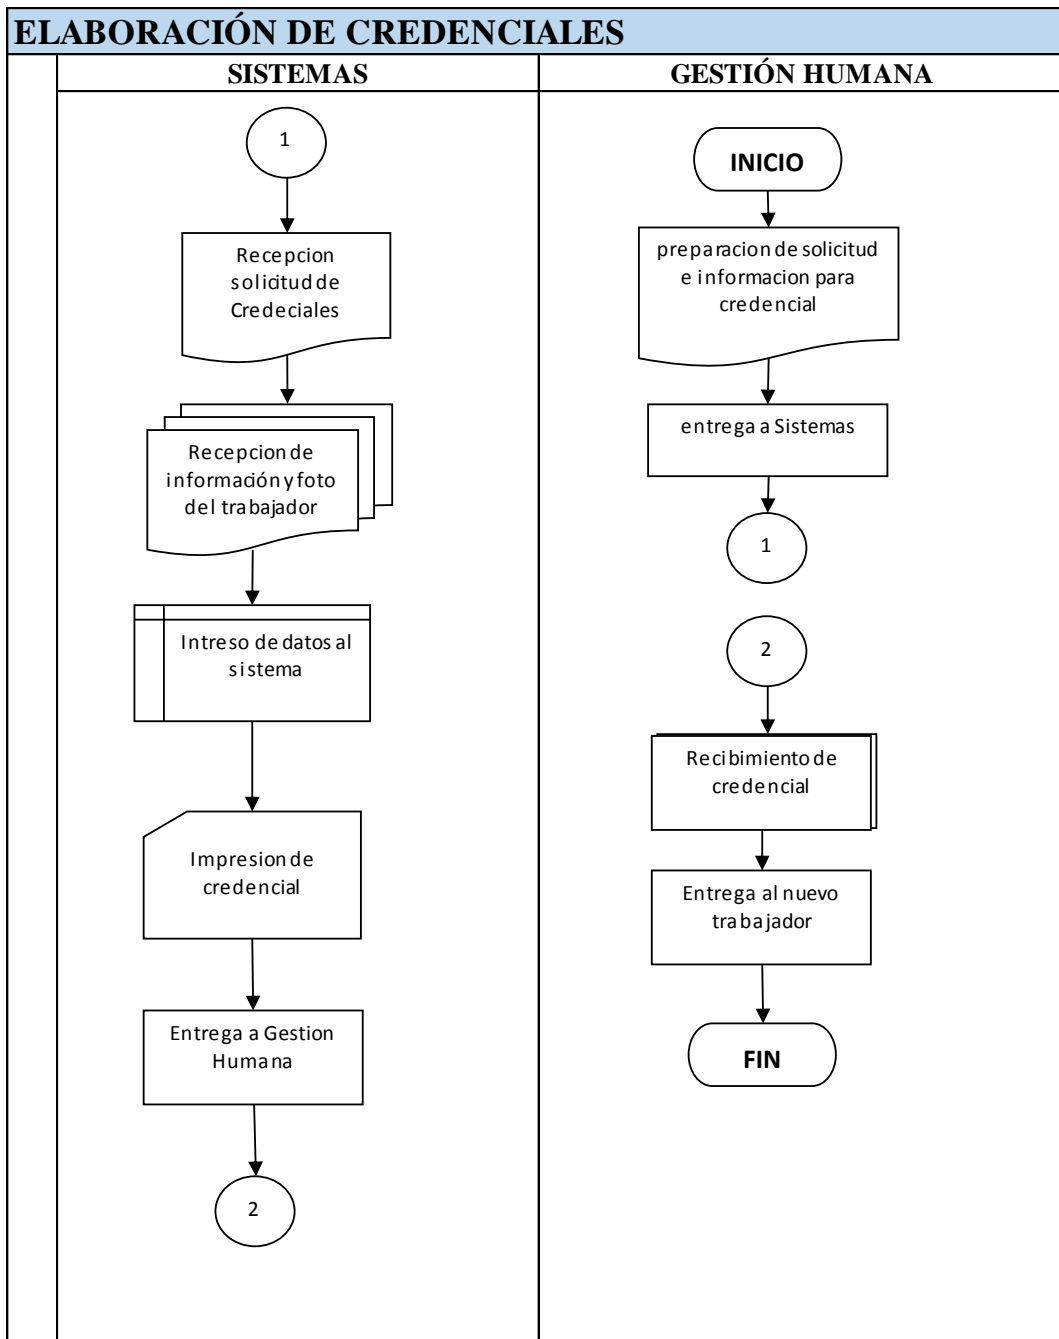 ELABORACIÓN DE CREDENCIALES
SISTEMAS
GESTIÓN HUMANA
1
Recepcion
solicitud de
Credeciales
Recepcion de
información y foto
del trabajador
Intreso de datos al
sistema
Impresion de
credencial
Entrega a Gestion
Humana
2
INICIO
preparacion de solicitud
e informacion para
credencial
entrega a Sistemas
1
2
Recibimiento de
credencial
Entrega al nuevo
trabajador
FIN